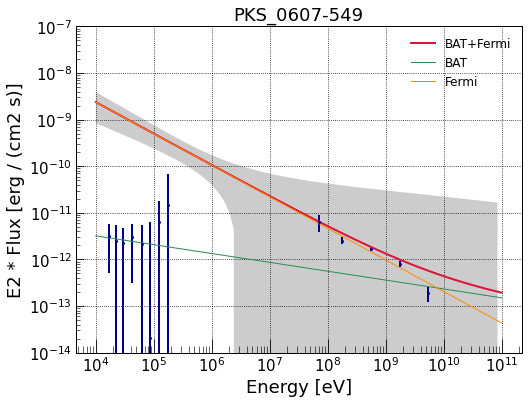 PKS_0607-549
E2 * Flux [erg / (cm2 s)]
10^-7
10^-8
10^-9
10^-10
10^-11
10^-12
10^-13
10^-14
BAT+Fermi
BAT
Fermi
10^4 10^5 10^6 10^7 10^8 10^9 10^10 10^11
Energy [eV]